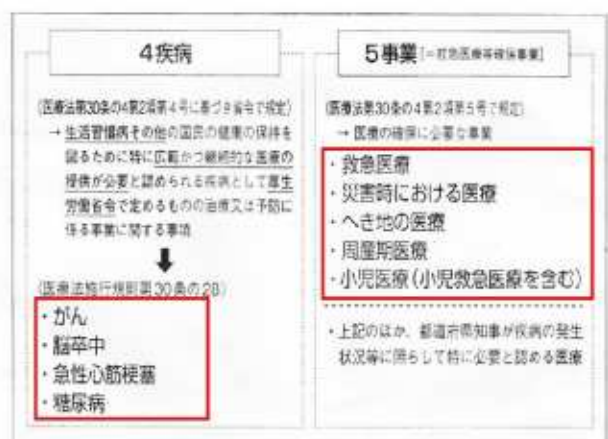 4疾病
(医療法第30条の4第2項第4号に基づき省令で規定)
→ 生活習慣病その他の国民の健康の保持を
図るために特に広範かつ継続的な医療の
提供が必要と認められる疾病として厚生
労働省令で定めるものの治療又は予防に
係る事業に関する事項
(医療法施行規則第30条の28)
・がん
・脳卒中
・急性心筋梗塞
・糖尿病
5事業[=救急医療等確保事業]
(医療法第30条の4第2項第5号で規定)
→ 医療の確保に必要な事業
・救急医療
・災害時における医療
・へき地の医療
・周産期医療
・小児医療(小児救急医療を含む)
・上記のほか、都道府県知事が疾病の発生
状況等に照らして特に必要と認める医療